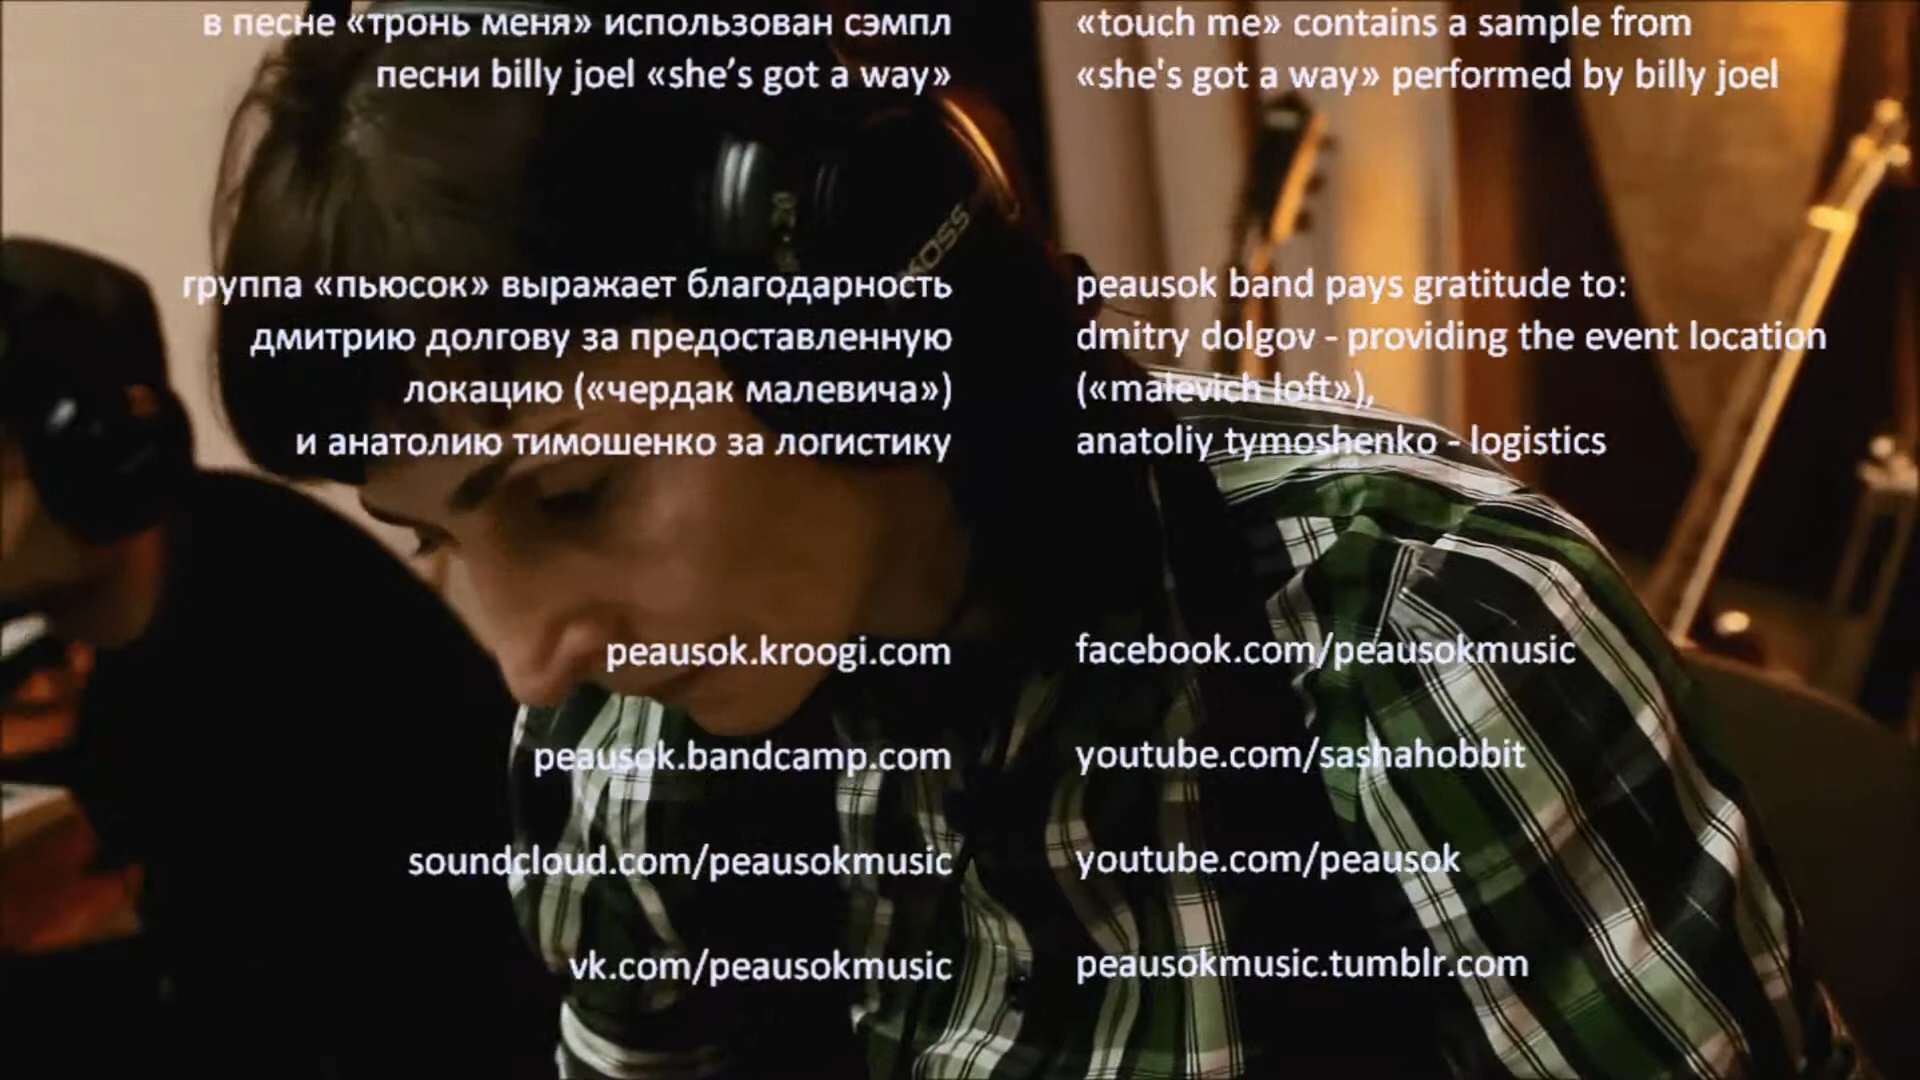 в песне «тронь меня» использован сэмпл
песни billy joel «she’s got a way»
«touch me» contains a sample from
«she's got a way» performed by billy joel
KOSS
группа «пьюсок» выражает благодарность
дмитрию долгову за предоставленную
локацию («чердак малевича»)
и анатолию тимошенко за логистику
peausok band pays gratitude to:
dmitry dolgov - providing the event location
(«malevich loft»),
anatoliy tymoshenko - logistics
peausok.kroogi.com
peausok.bandcamp.com
soundcloud.com/peausokmusic
vk.com/peausokmusic
facebook.com/peausokmusic
youtube.com/sashahobbit
youtube.com/peausok
peausokmusic.tumblr.com